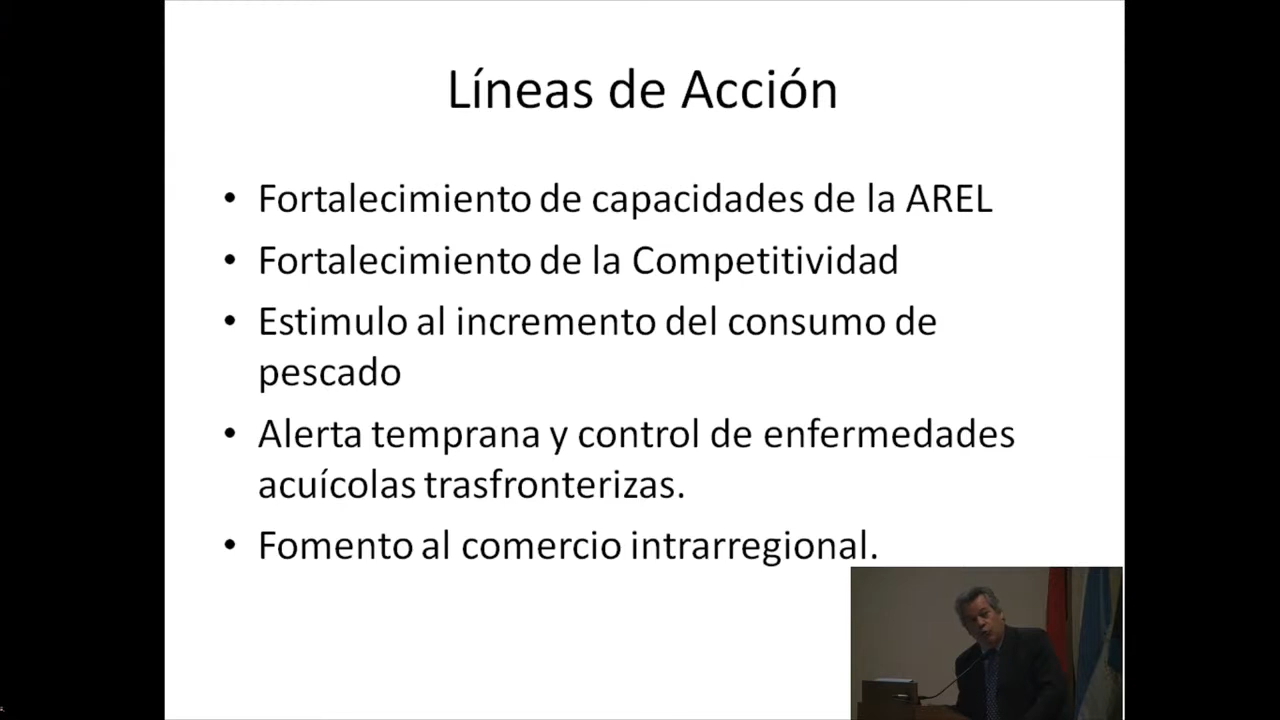 Líneas de Acción
• Fortalecimiento de capacidades de la AREL
• Fortalecimiento de la Competitividad
• Estimulo al incremento del consumo de
pescado
• Alerta temprana y control de enfermedades
acuícolas trasfronterizas.
• Fomento al comercio intrarregional.